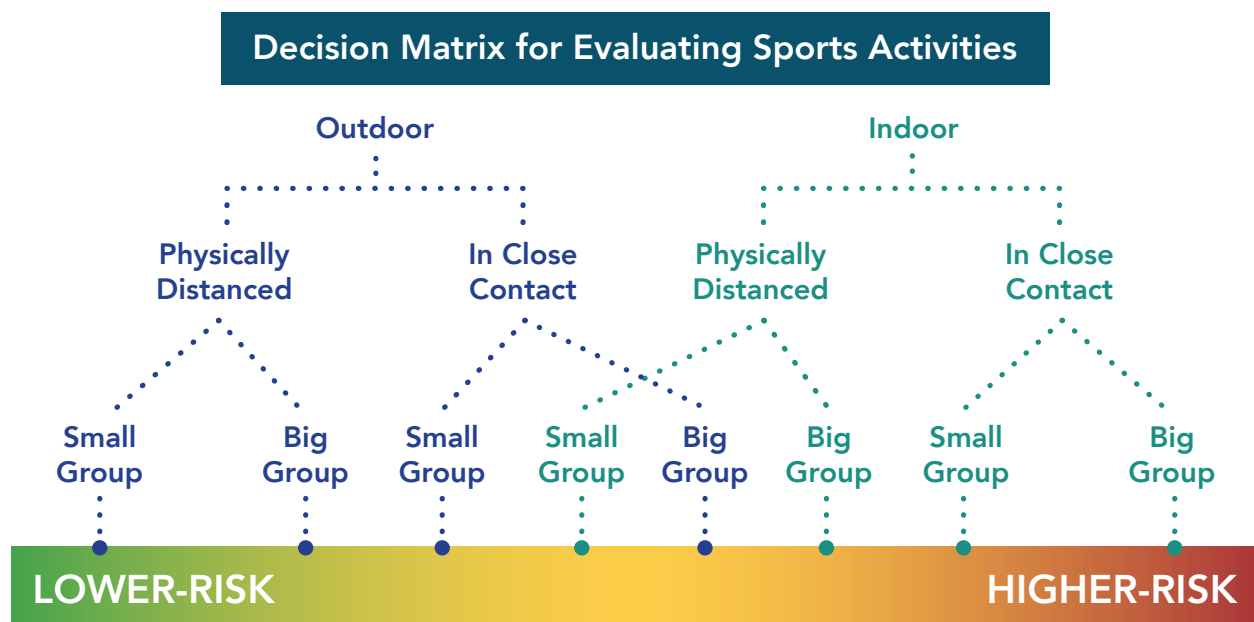 Decision Matrix for Evaluating Sports Activities
Outdoor
Indoor
Physically
Distanced
In Close
Contact
Physically
Distanced
In Close
Contact
Small
Group
Big
Group
Small
Group
Small
Group
Big
Group
Big
Group
Small
Group
Big
Group
LOWER-RISK
HIGHER-RISK